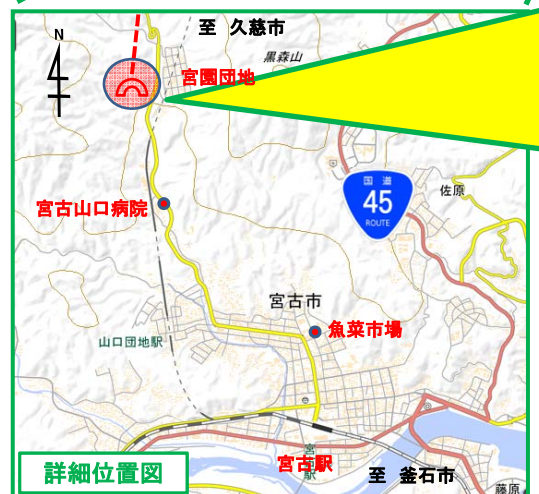 至 久慈市
N
黒森山
宮園団地
国道
45
ROUTE
佐原
宮古山口病院
宮古市
魚菜市場
山口団地駅
宮古駅
詳細位置図
至 釜石市
藤原